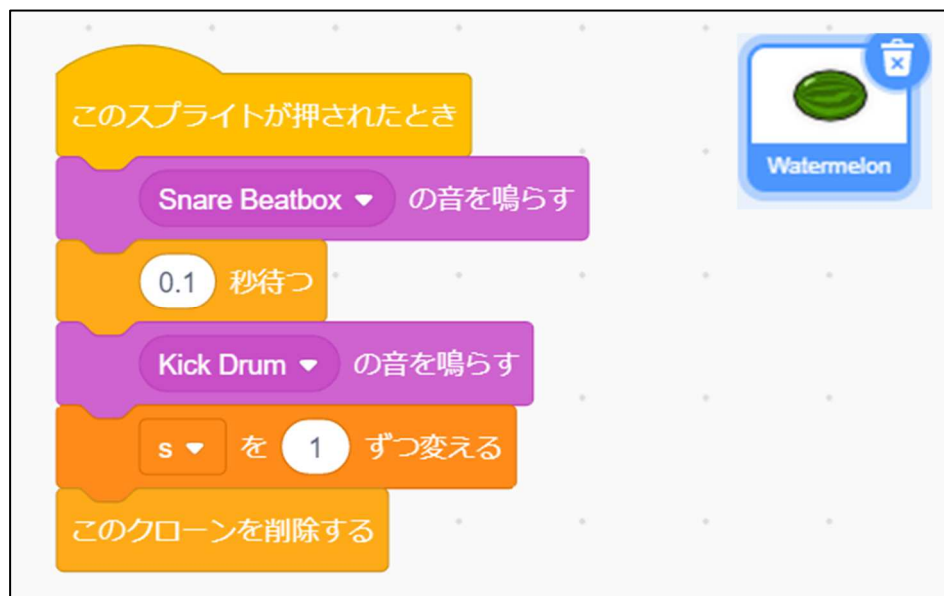 このスプライトが押されたとき
Snare Beatbox の音を鳴らす
0.1 秒待つ
Kick Drum の音を鳴らす
s を 1 ずつ変える
このクローンを削除する
Watermelon